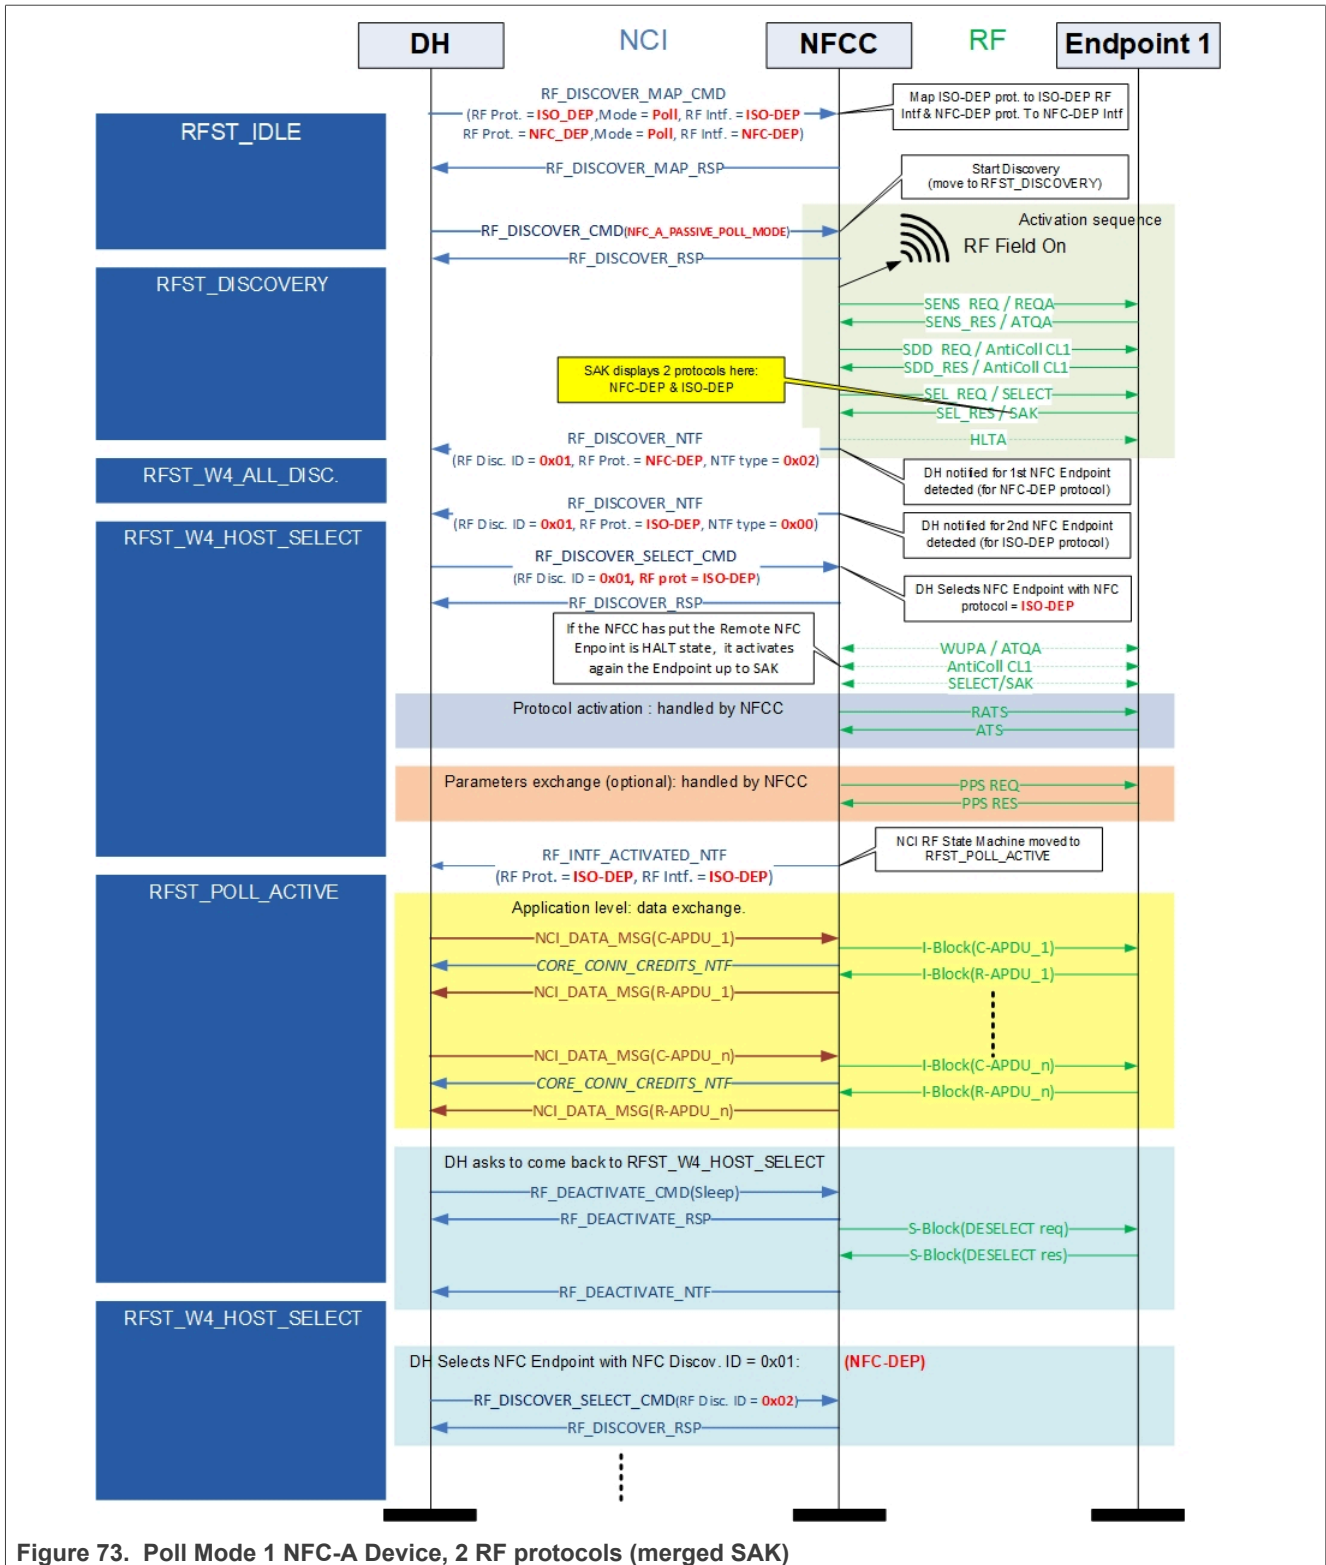 DH NCI NFCC RF Endpoint 1
RF_DISCOVER_MAP_CMD
(RF Prot. = ISO_DEP,Mode = Poll, RF Intf. = ISO-DEP
RF Prot. = NFC_DEP,Mode = Poll, RF Intf. = NFC-DEP)
Map ISO-DEP prot. to ISO-DEP RF
Intf & NFC-DEP prot. To NFC-DEP Intf
RFST_IDLE
RF_DISCOVER_MAP_RSP
Start Discovery
(move to RFST_DISCOVERY)
RF_DISCOVER_CMD(NFC_A_PASSIVE_POLL_MODE)
Activation sequence
RF Field On
RF_DISCOVER_RSP
RFST_DISCOVERY
SENS_REQ / REQA
SENS_RES / ATQA
SDD_REQ / AntiColl CL1
SDD_RES / AntiColl CL1
SAK displays 2 protocols here:
NFC-DEP & ISO-DEP
SEL_REQ / SELECT
SEL_RES / SAK
HLTA
RF_DISCOVER_NTF
(RF Disc. ID = 0x01, RF Prot. = NFC-DEP, NTF type = 0x02)
DH notified for 1st NFC Endpoint
detected (for NFC-DEP protocol)
RFST_W4_ALL_DISC.
RF_DISCOVER_NTF
(RF Disc. ID = 0x01, RF Prot. = ISO-DEP, NTF type = 0x00)
DH notified for 2nd NFC Endpoint
detected (for ISO-DEP protocol)
RFST_W4_HOST_SELECT
RF_DISCOVER_SELECT_CMD
(RF Disc. ID = 0x01, RF prot = ISO-DEP)
DH Selects NFC Endpoint with NFC
protocol = ISO-DEP
RF_DISCOVER_RSP
If the NFCC has put the Remote NFC
Enpoint is HALT state, it activates
again the Endpoint up to SAK
WUPA / ATQA
AntiColl CL1
SELECT/SAK
Protocol activation : handled by NFCC
RATS
ATS
Parameters exchange (optional): handled by NFCC
PPS REQ
PPS RES
NCI RF State Machine moved to
RFST_POLL_ACTIVE
RF_INTF_ACTIVATED_NTF
(RF Prot. = ISO-DEP, RF Intf. = ISO-DEP)
RFST_POLL_ACTIVE
Application level: data exchange.
NCI_DATA_MSG(C-APDU_1)
I-Block(C-APDU_1)
CORE_CONN_CREDITS_NTF
I-Block(R-APDU_1)
NCI_DATA_MSG(R-APDU_1)
NCI_DATA_MSG(C-APDU_n)
I-Block(C-APDU_n)
CORE_CONN_CREDITS_NTF
I-Block(R-APDU_n)
NCI_DATA_MSG(R-APDU_n)
DH asks to come back to RFST_W4_HOST_SELECT
RF_DEACTIVATE_CMD(Sleep)
RF_DEACTIVATE_RSP
S-Block(DESELECT req)
S-Block(DESELECT res)
RF_DEACTIVATE_NTF
RFST_W4_HOST_SELECT
DH Selects NFC Endpoint with NFC Discov. ID = 0x01: (NFC-DEP)
RF_DISCOVER_SELECT_CMD(RF Disc. ID = 0x02)
RF_DISCOVER_RSP
Figure 73. Poll Mode 1 NFC-A Device, 2 RF protocols (merged SAK)